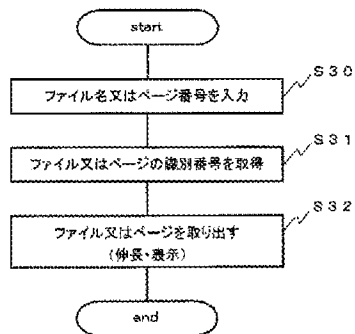 start
S30
ファイル名又はページ番号を入力
S31
ファイル又はページの識別番号を取得
S32
ファイル又はページを取り出す
(伸長・表示)
end